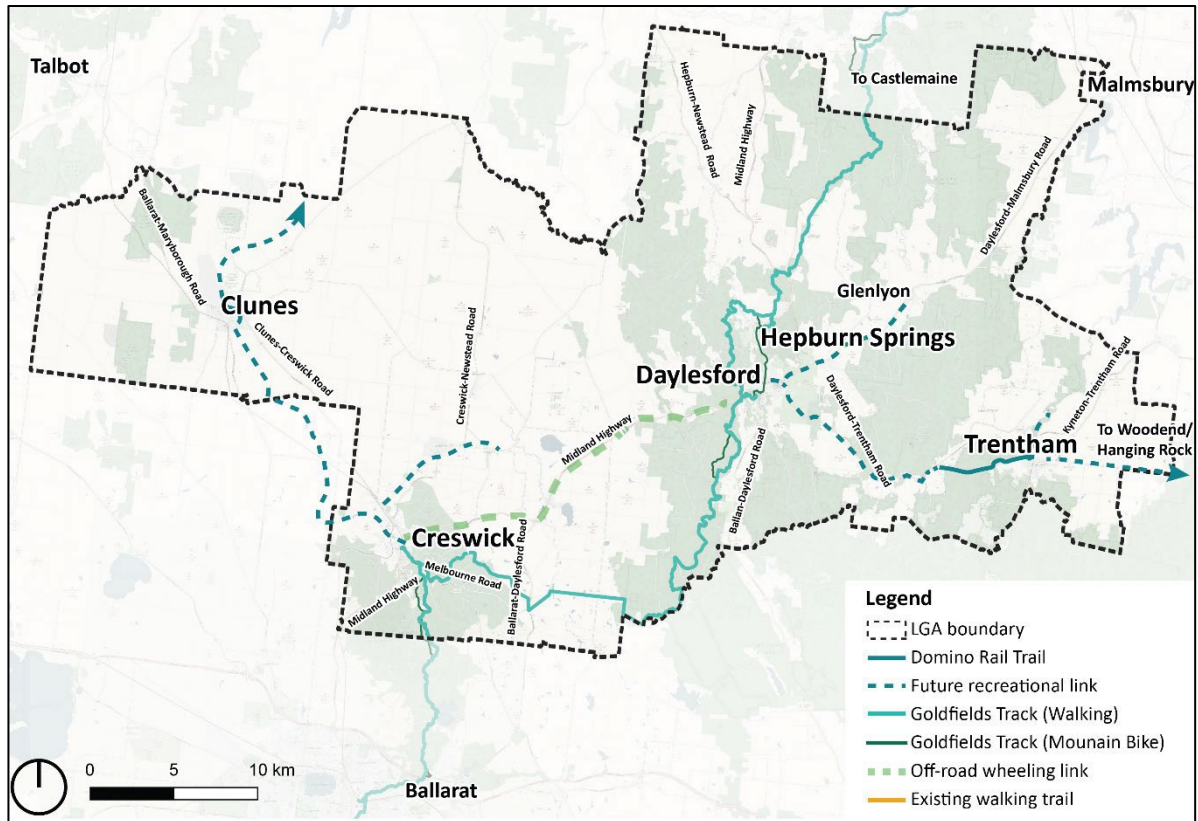 Talbot
To Castlemaine
Malmsbury
Hepburn-Newstead Road
Midland Highway
Daylesford-Malmsbury Road
Ballarat-Maryborough Road
Clunes
Clunes-Creswick Road
Creswick-Newstead Road
Glenlyon
Hepburn Springs
Daylesford
Daylesford-Trentham Road
Kyneton-Trentham Road
Trentham
To Woodend/
Hanging Rock
Midland Highway
Ballan-Daylesford Road
Creswick
Melbourne Road
Midland Highway
Ballarat-Daylesford Road
Ballarat
0 5 10 km
Legend
LGA boundary
Domino Rail Trail
Future recreational link
Goldfields Track (Walking)
Goldfields Track (Mounain Bike)
Off-road wheeling link
Existing walking trail